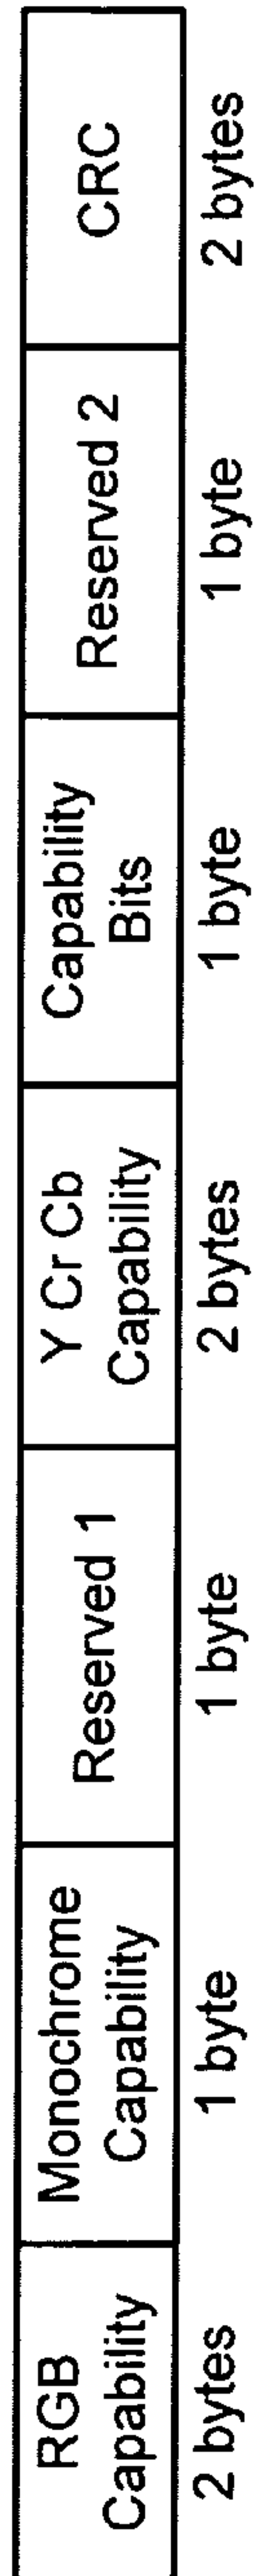 RGB
Capability
2 bytes
Monochrome
Capability
1 byte
Reserved 1
1 byte
Y Cr Cb
Capability
2 bytes
Capability
Bits
1 byte
Reserved 2
1 byte
CRC
2 bytes